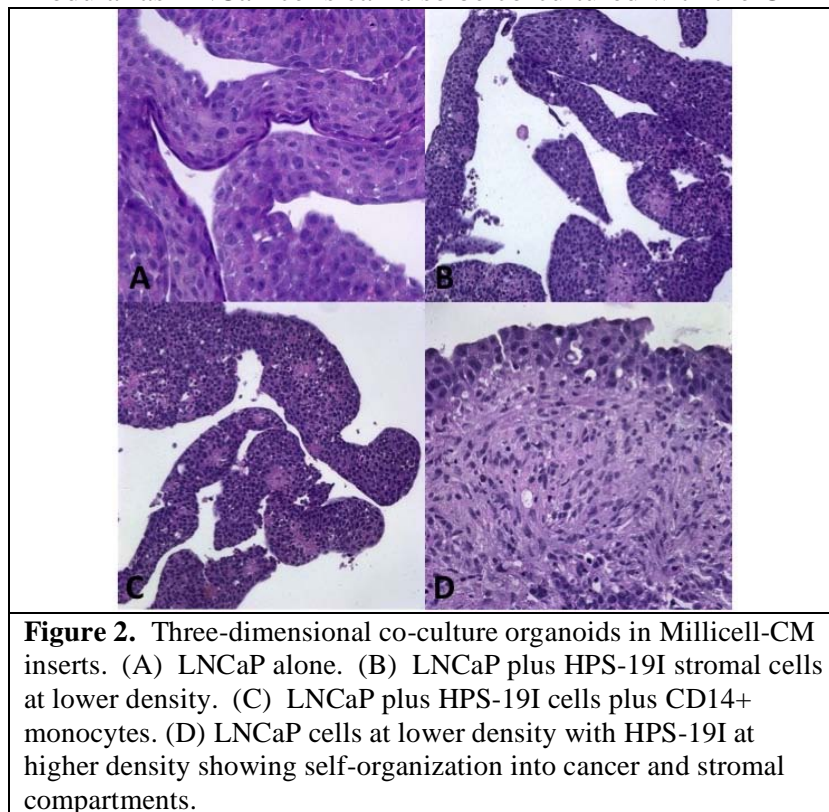 A
B
C
D
Figure 2. Three-dimensional co-culture organoids in Millicell-CM
inserts. (A) LNCaP alone. (B) LNCaP plus HPS-19I stromal cells
at lower density. (C) LNCaP plus HPS-19I cells plus CD14+
monocytes. (D) LNCaP cells at lower density with HPS-19I at
higher density showing self-organization into cancer and stromal
compartments.